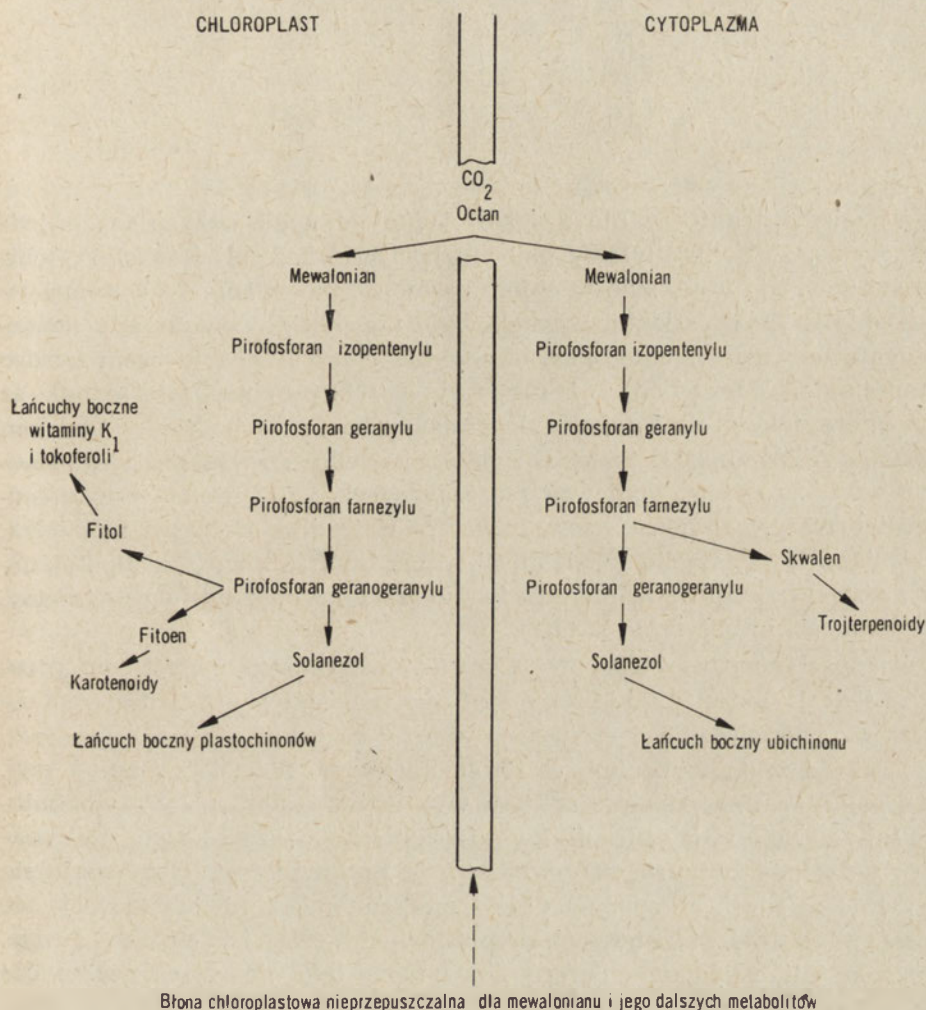 CHLOROPLAST
CYTOPLAZMA
CO2
Octan
Mewalonian
Mewalonian
Pirofosforan izopentenylu
Pirofosforan izopentenylu
Łańcuchy boczne
witaminy K1
i tokoferoli
Pirofosforan geranylu
Pirofosforan geranylu
Pirofosforan farnezylu
Pirofosforan farnezylu
Fitol
Skwalen
Pirofosforan geranogeranylu
Pirofosforan geranogeranylu
Trojterpenoidy
Fitoen
Solanezol
Solanezol
Karotenoidy
Łańcuch boczny plastochinonów
Łańcuch boczny ubichinonu
Błona chloroplastowa nieprzepuszczalna dla mewalonianu i jego dalszych metabolitów